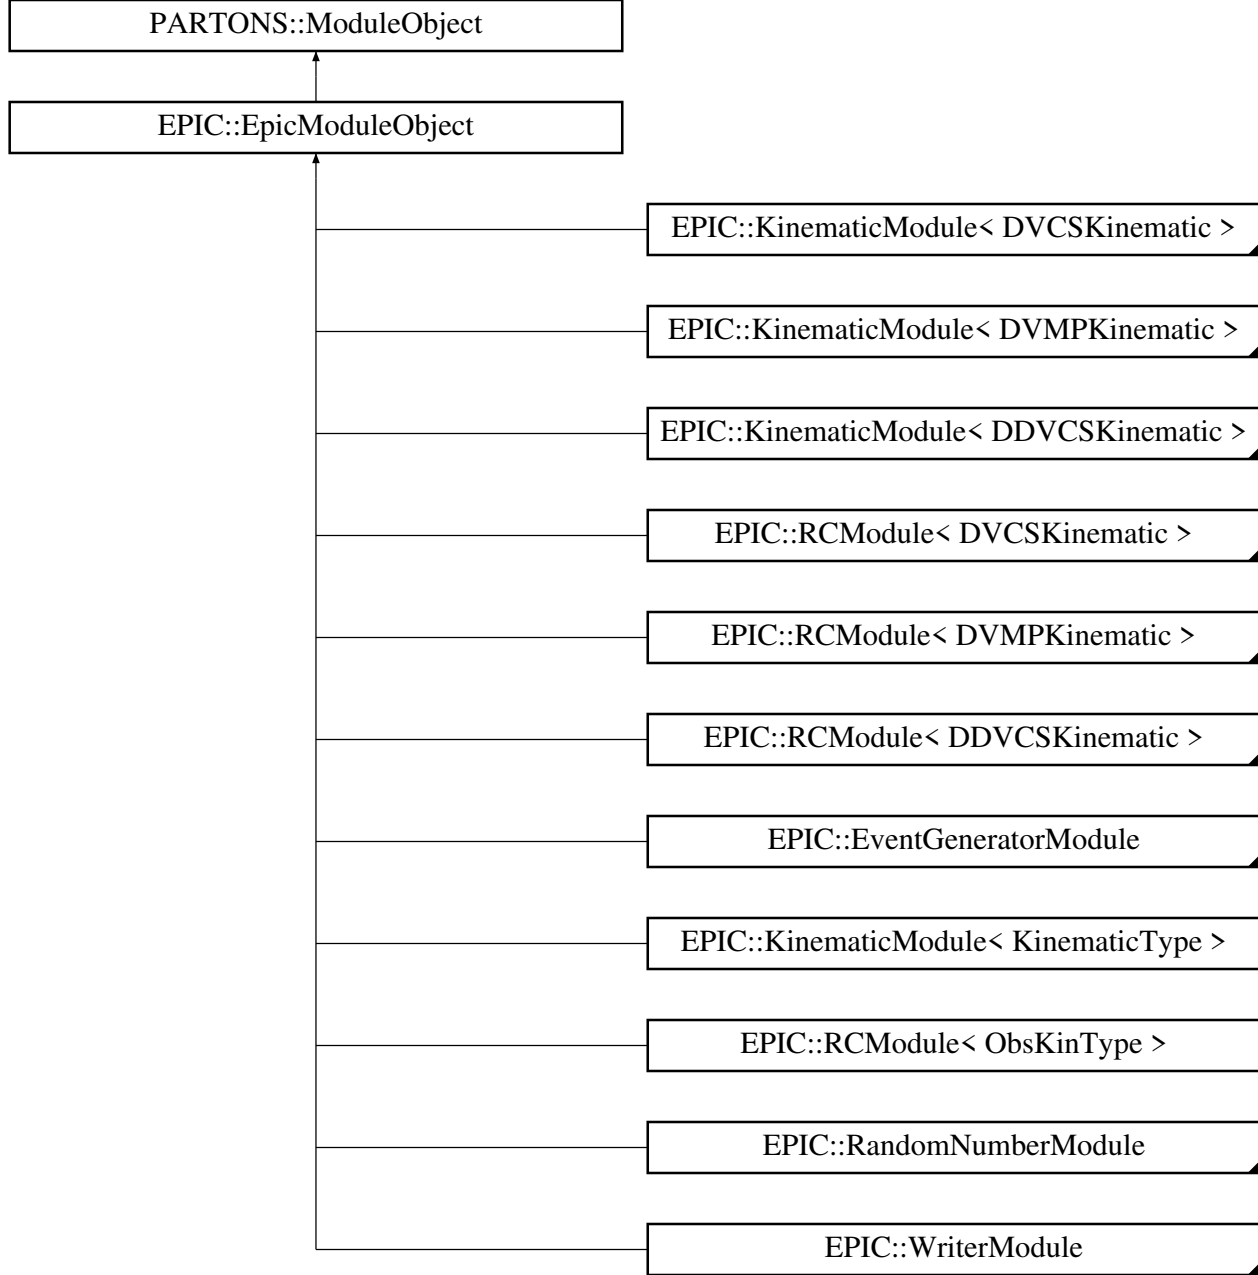 PARTONS::ModuleObject
EPIC::EpicModuleObject
EPIC::KinematicModule< DVCSKinematic >
EPIC::KinematicModule< DVMPKinematic >
EPIC::KinematicModule< DDVCSKinematic >
EPIC::RCModule< DVCSKinematic >
EPIC::RCModule< DVMPKinematic >
EPIC::RCModule< DDVCSKinematic >
EPIC::EventGeneratorModule
EPIC::KinematicModule< KinematicType >
EPIC::RCModule< ObsKinType >
EPIC::RandomNumberModule
EPIC::WriterModule